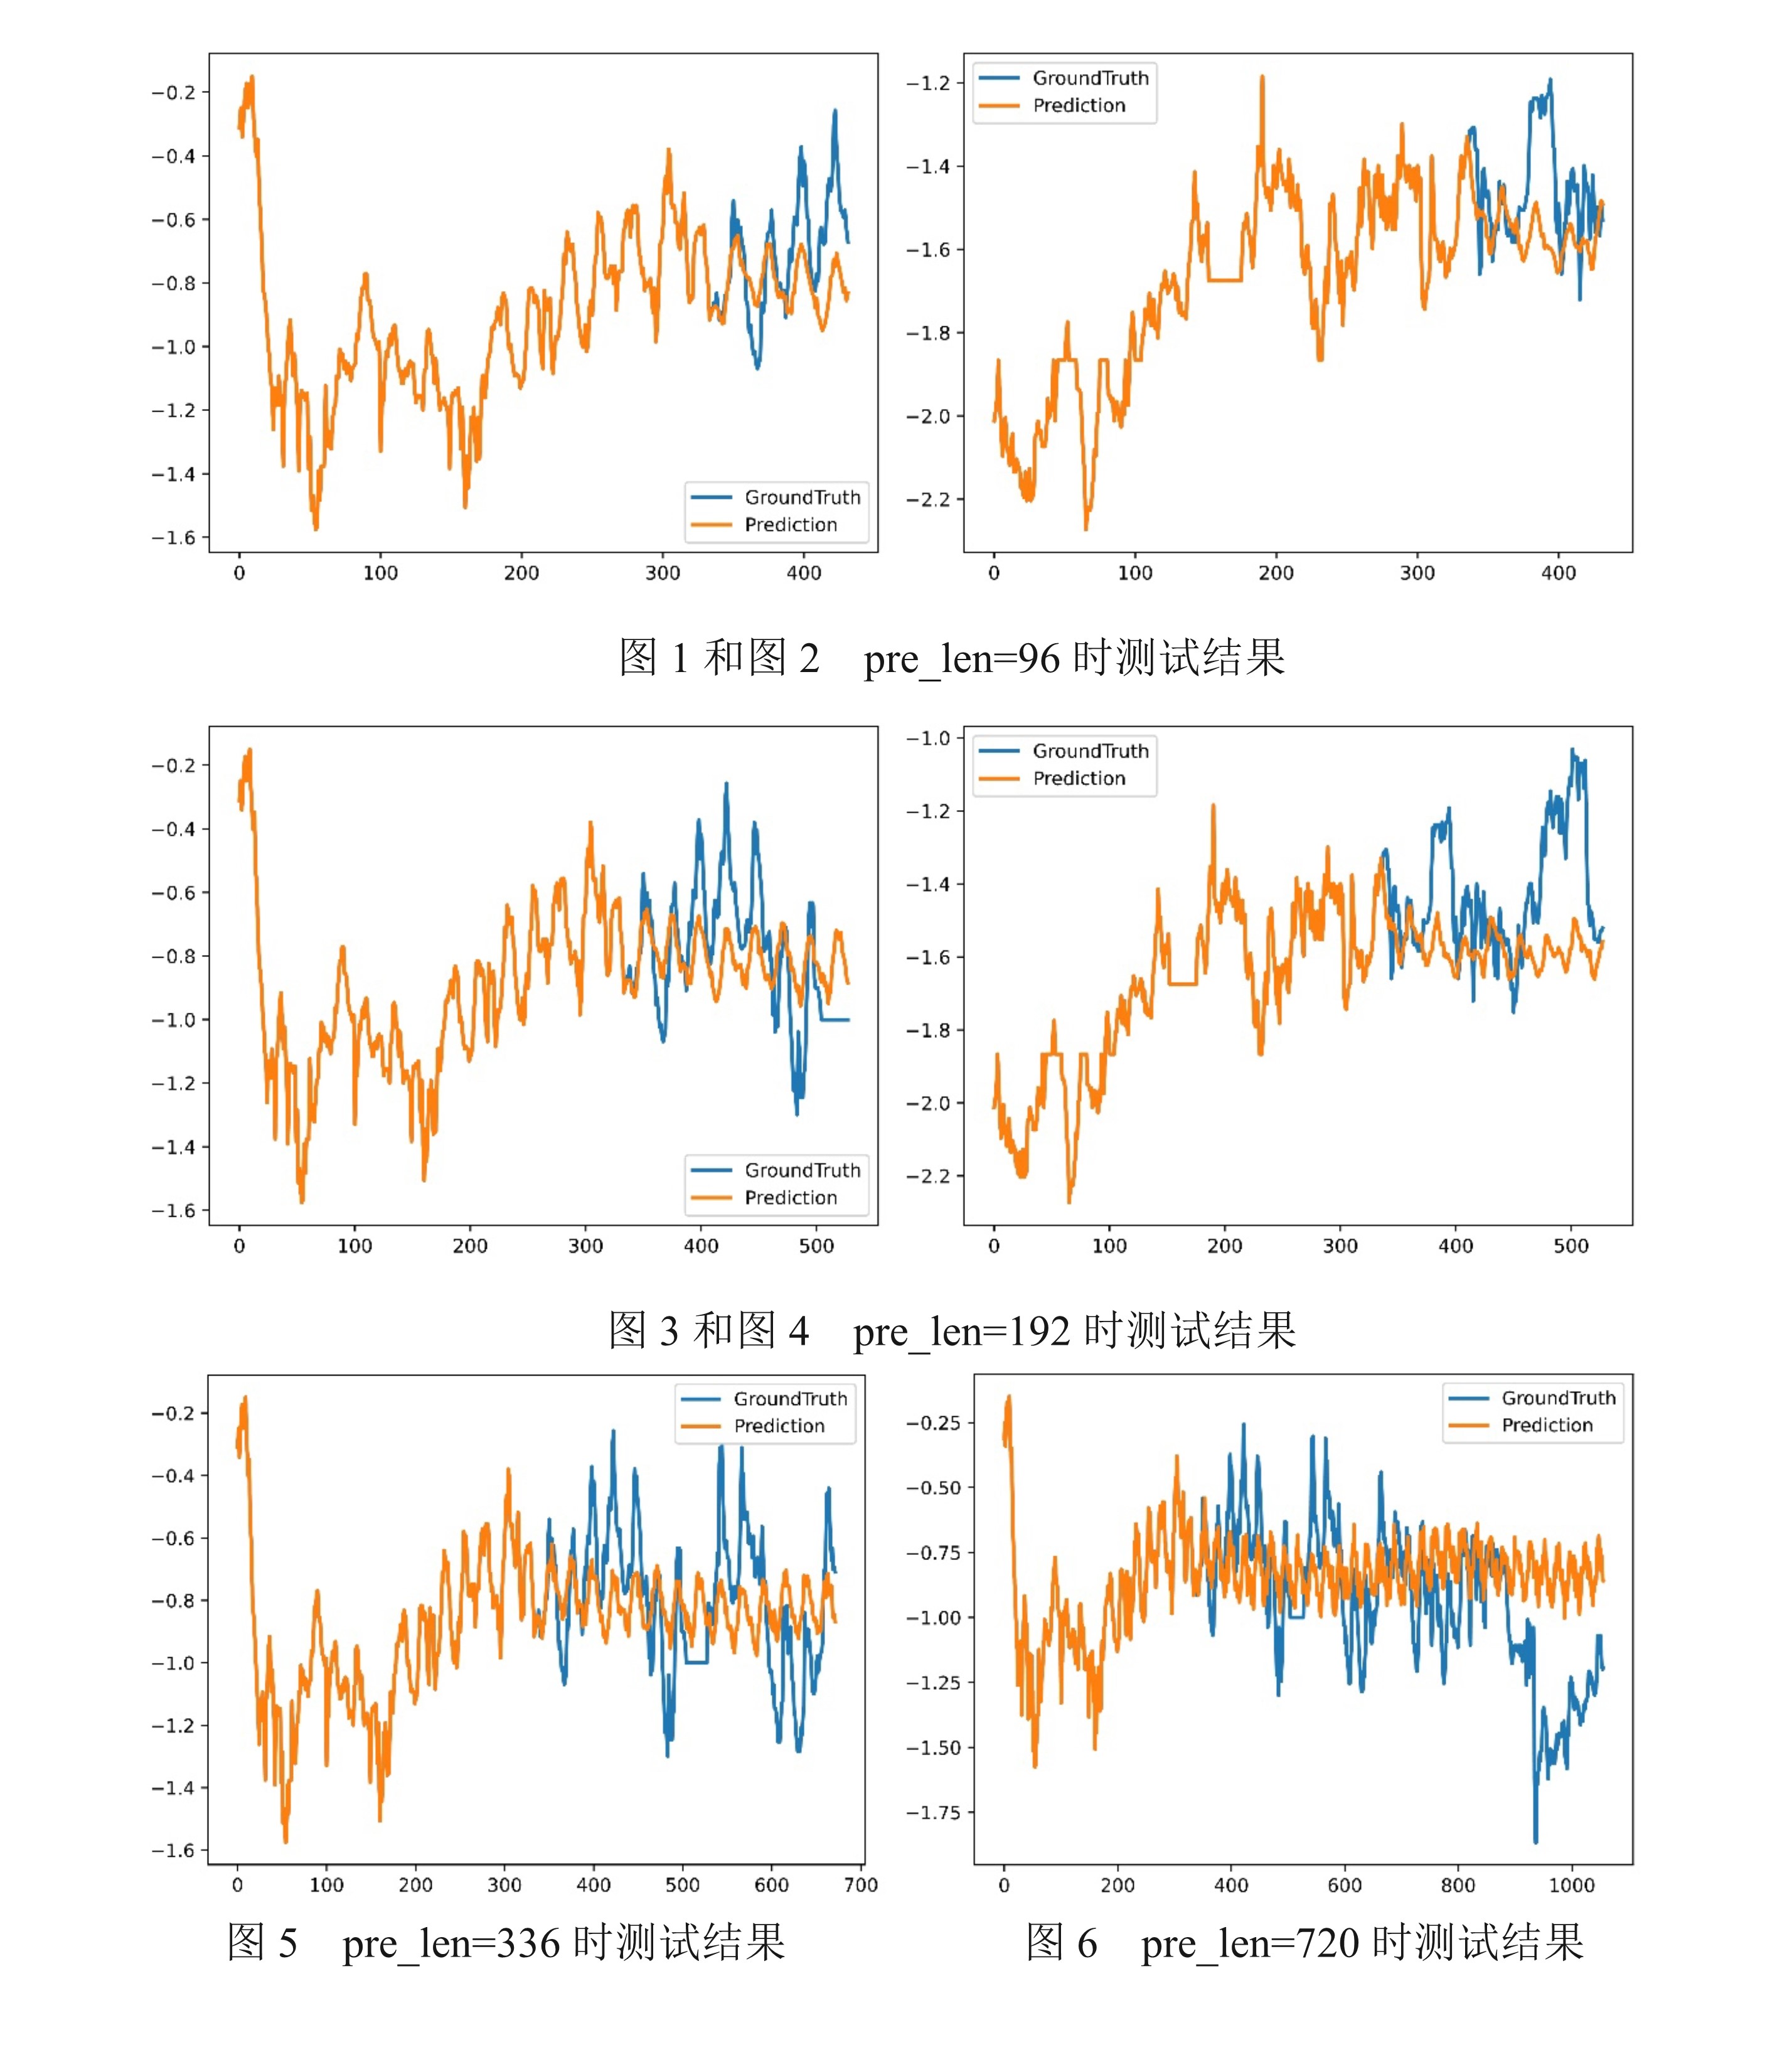 −0.2
−0.4
−0.6
−0.8
−1.0
−1.2
−1.4
−1.6
0 100 200 300 400
GroundTruth
Prediction
−1.2
−1.4
−1.6
−1.8
−2.0
−2.2
0 100 200 300 400
GroundTruth
Prediction
图 1 和图 2 pre_len=96 时测试结果
−0.2
−0.4
−0.6
−0.8
−1.0
−1.2
−1.4
−1.6
0 100 200 300 400 500
GroundTruth
Prediction
−1.0
−1.2
−1.4
−1.6
−1.8
−2.0
−2.2
0 100 200 300 400 500
GroundTruth
Prediction
图 3 和图 4 pre_len=192 时测试结果
−0.2
−0.4
−0.6
−0.8
−1.0
−1.2
−1.4
−1.6
0 100 200 300 400 500 600 700
GroundTruth
Prediction
图 5 pre_len=336 时测试结果
−0.25
−0.50
−0.75
−1.00
−1.25
−1.50
−1.75
0 200 400 600 800 1000
GroundTruth
Prediction
图 6 pre_len=720 时测试结果